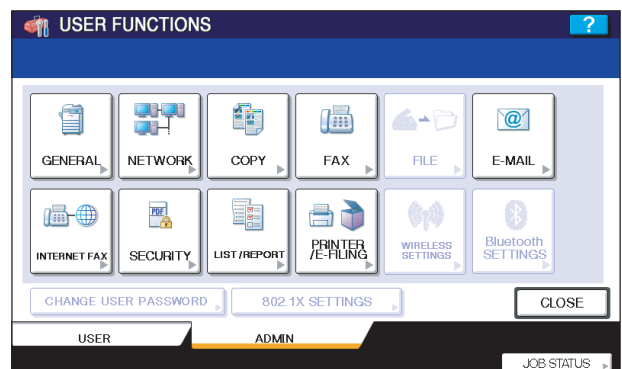 USER FUNCTIONS
?
GENERAL
NETWORK
COPY
FAX
FILE
@
E-MAIL
INTERNET FAX
PDF
SECURITY
LIST/REPORT
PRINTER
/E-FILING
WIRELESS
SETTINGS
Bluetooth
SETTINGS
CHANGE USER PASSWORD
802.1X SETTINGS
CLOSE
USER
ADMIN
JOB STATUS